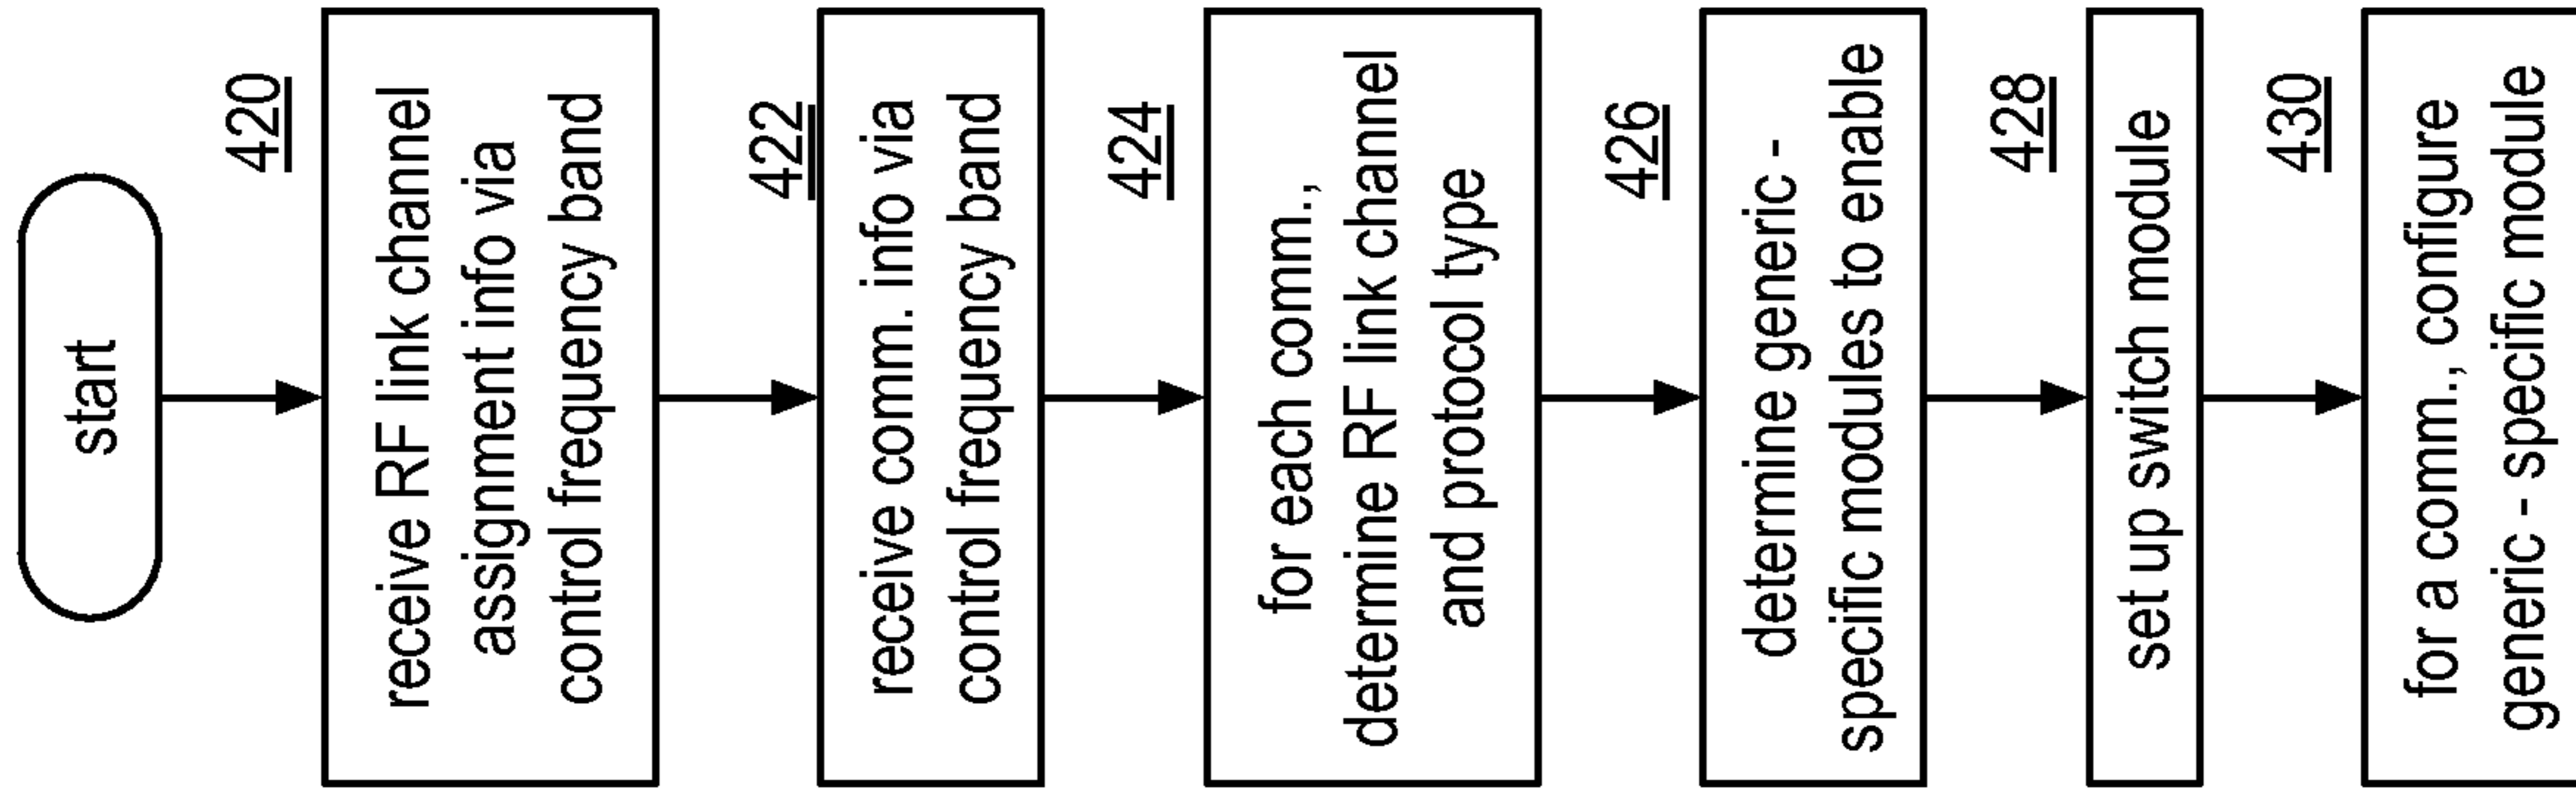 start
420
receive RF link channel
assignment info via
control frequency band
422
receive comm. info via
control frequency band
424
for each comm.,
determine RF link channel
and protocol type
426
determine generic -
specific modules to enable
428
set up switch module
430
for a comm., configure
generic - specific module